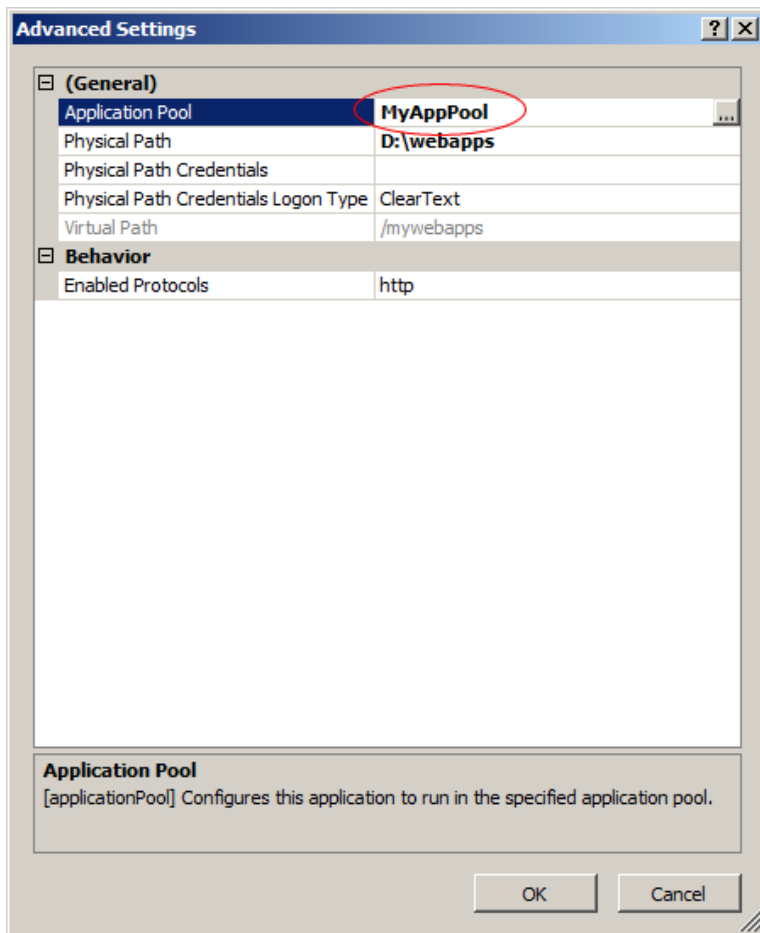 Advanced Settings
(General)
Application Pool MyAppPool ...
Physical Path D:\webapps
Physical Path Credentials
Physical Path Credentials Logon Type ClearText
Virtual Path /mywebapps
Behavior
Enabled Protocols http
Application Pool
[applicationPool] Configures this application to run in the specified application pool.
OK Cancel